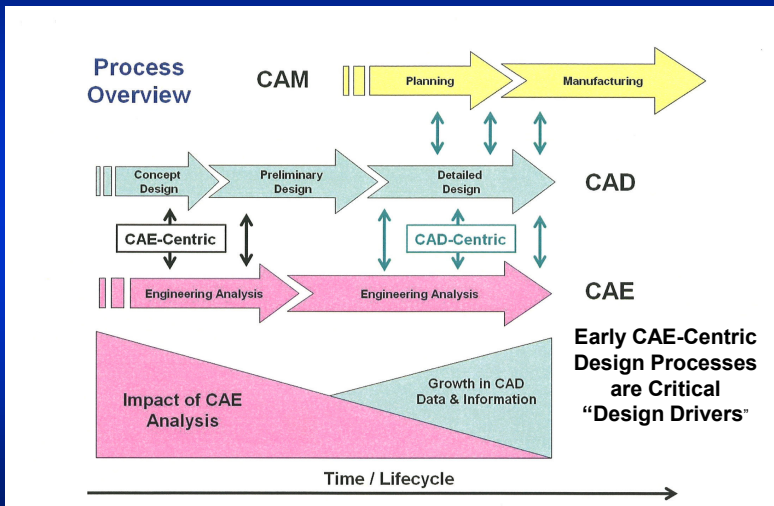 Process
Overview
CAM
Planning
Manufacturing
Concept
Design
Preliminary
Design
Detailed
Design
CAD
CAE-Centric
CAD-Centric
Engineering Analysis
Engineering Analysis
CAE
Early CAE-Centric
Design Processes
are Critical
“Design Drivers”
Growth in CAD
Data & Information
Impact of CAE
Analysis
Time / Lifecycle